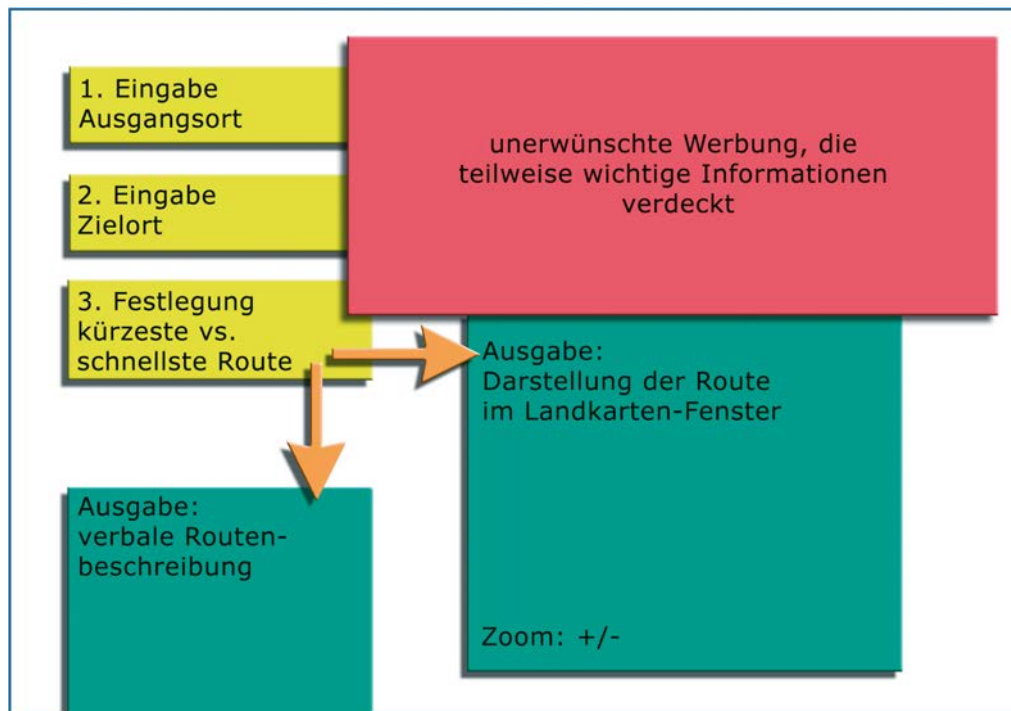 1. Eingabe
Ausgangsort
unerwünschte Werbung, die
teilweise wichtige Informationen
verdeckt
2. Eingabe
Zielort
3. Festlegung
kürzeste vs.
schnellste Route
Ausgabe:
Darstellung der Route
im Landkarten-Fenster
Zoom: +/-
Ausgabe:
verbale Routen-
beschreibung